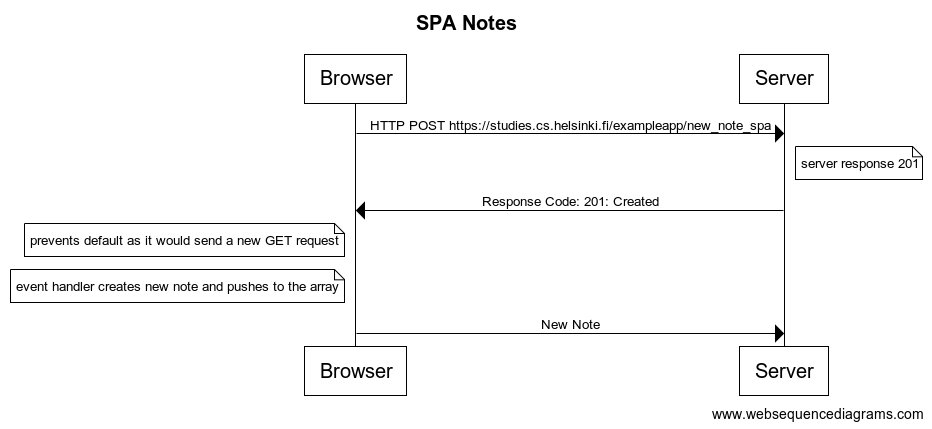 SPA Notes
Browser
Server
HTTP POST https://studies.cs.helsinki.fi/exampleapp/new_note_spa
server response 201
Response Code: 201: Created
prevents default as it would send a new GET request
event handler creates new note and pushes to the array
New Note
Browser
Server
www.websequencediagrams.com